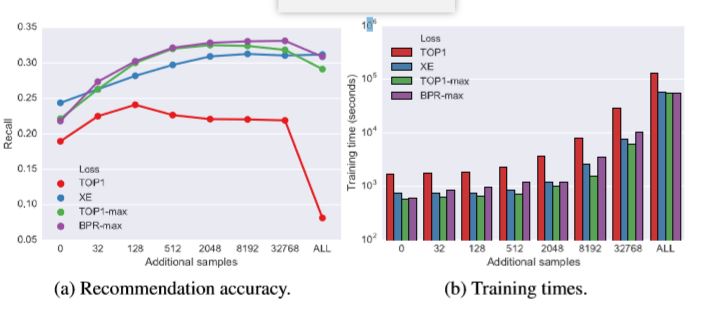 0.35
0.30
0.25
0.20
0.15
0.10
0.05
Recall
Loss
TOP1
XE
TOP1-max
BPR-max
0 32 128 512 2048 8192 32768 ALL
Additional samples
(a) Recommendation accuracy.
10^6
10^5
10^4
10^3
10^2
Training time (seconds)
Loss
TOP1
XE
TOP1-max
BPR-max
0 32 128 512 2048 8192 32768 ALL
Additional samples
(b) Training times.